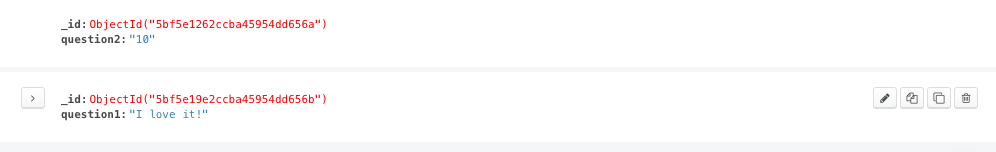 _id: ObjectId("5bf5e1262ccba45954dd656a")
question2: "10"
_id: ObjectId("5bf5e19e2ccba45954dd656b")
question1: "I love it!"